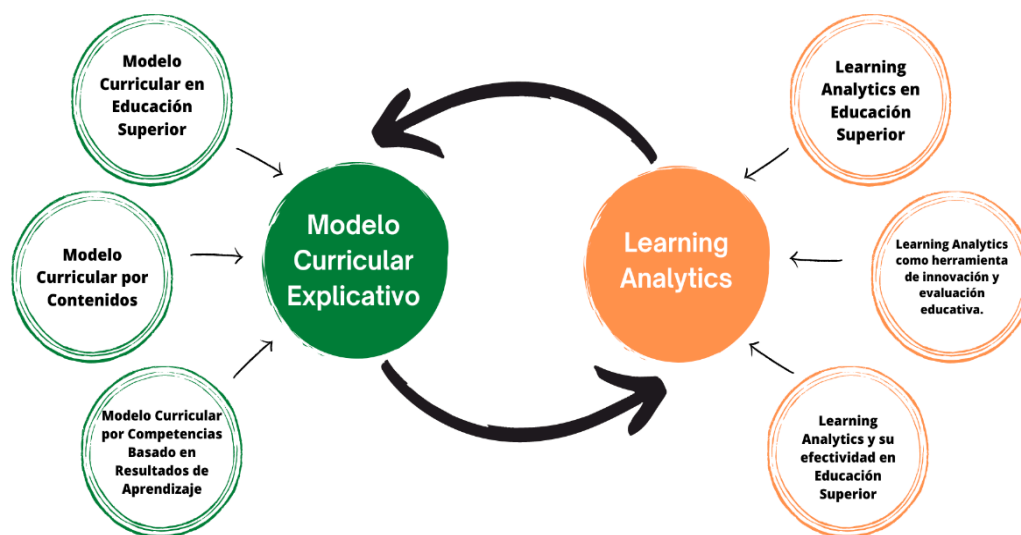 Modelo
Curricular en
Educación
Superior
Modelo
Curricular por
Contenidos
Modelo Curricular
por Competencias
Basado en
Resultados de
Aprendizaje
Modelo
Curricular
Explicativo
Learning
Analytics
Learning
Analytics en
Educación
Superior
Learning Analytics
como herramienta
de innovación y
evaluación
educativa.
Learning
Analytics y su
efectividad en
Educación
Superior